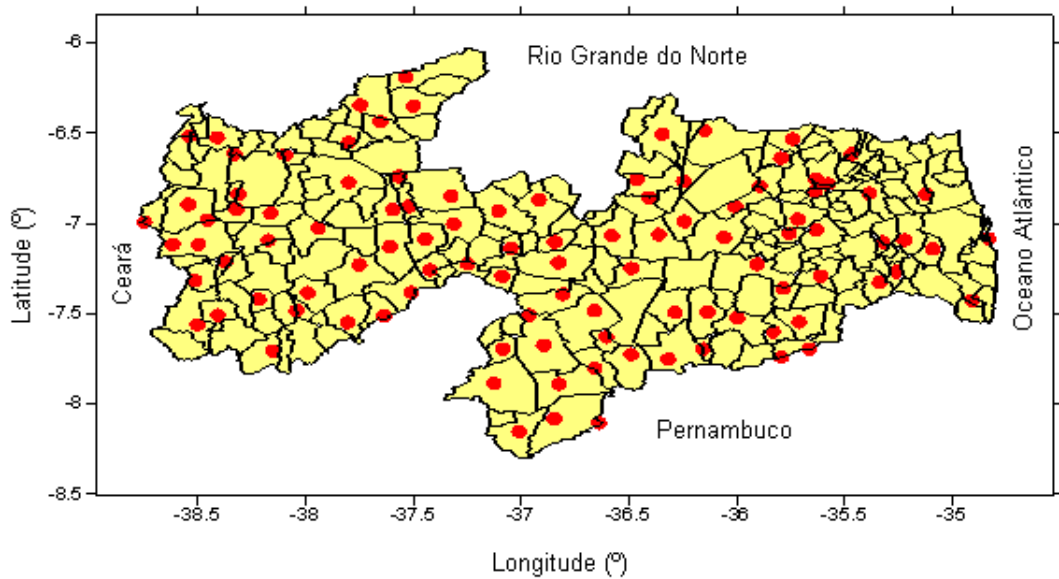 -6
Rio Grande do Norte
-6.5
-7
-7.5
-8
-8.5
Latitude (º)
Ceará
Oceano Atlântico
Pernambuco
-38.5
-38
-37.5
-37
-36.5
-36
-35.5
-35
Longitude (º)